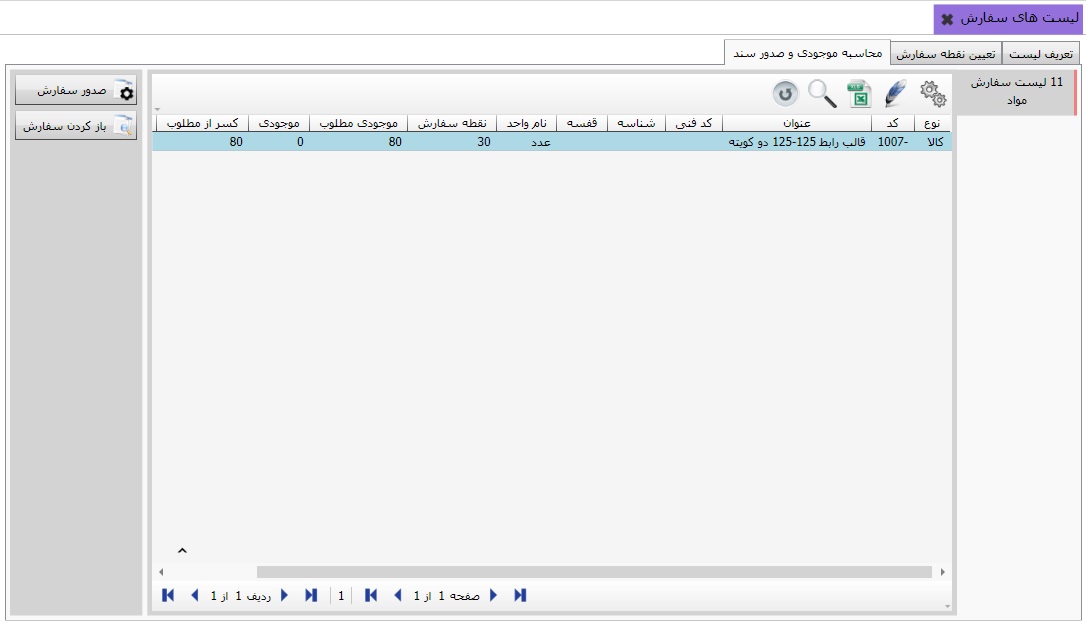 لیست های سفارش
تعریف لیست
تعیین نقطه سفارش
محاسبه موجودی و صدور سند
11 لیست سفارش
مواد
صدور سفارش
باز کردن سفارش
نوع کد عنوان کد فنی شناسه قفسه نام واحد نقطه سفارش موجودی مطلوب موجودی کسر از مطلوب
کالا 1007- قالب رابط 125-125 دو کویته عدد 30 80 0 80
صفحه 1 از 1
1
ردیف 1 از 1